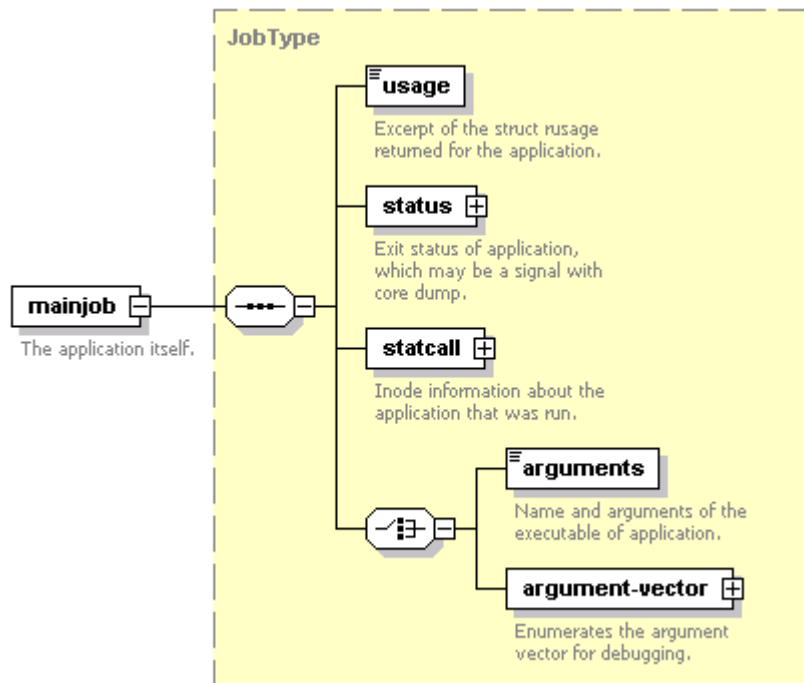 JobType
usage
Excerpt of the struct rusage
returned for the application.
status
Exit status of application,
which may be a signal with
core dump.
mainjob
The application itself.
statcall
Inode information about the
application that was run.
arguments
Name and arguments of the
executable of application.
argument-vector
Enumerates the argument
vector for debugging.